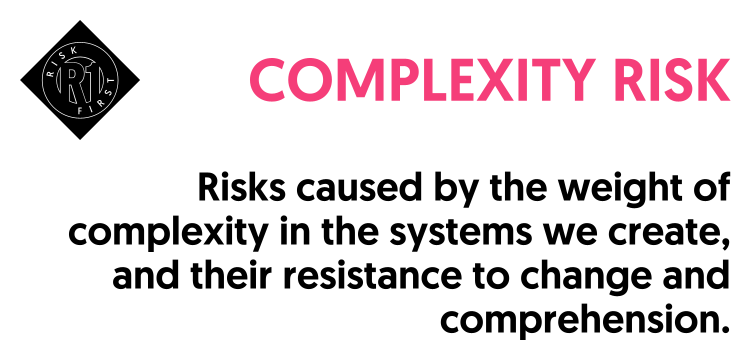 RISK
R1
FIRST
COMPLEXITY RISK
Risks caused by the weight of
complexity in the systems we create,
and their resistance to change and
comprehension.